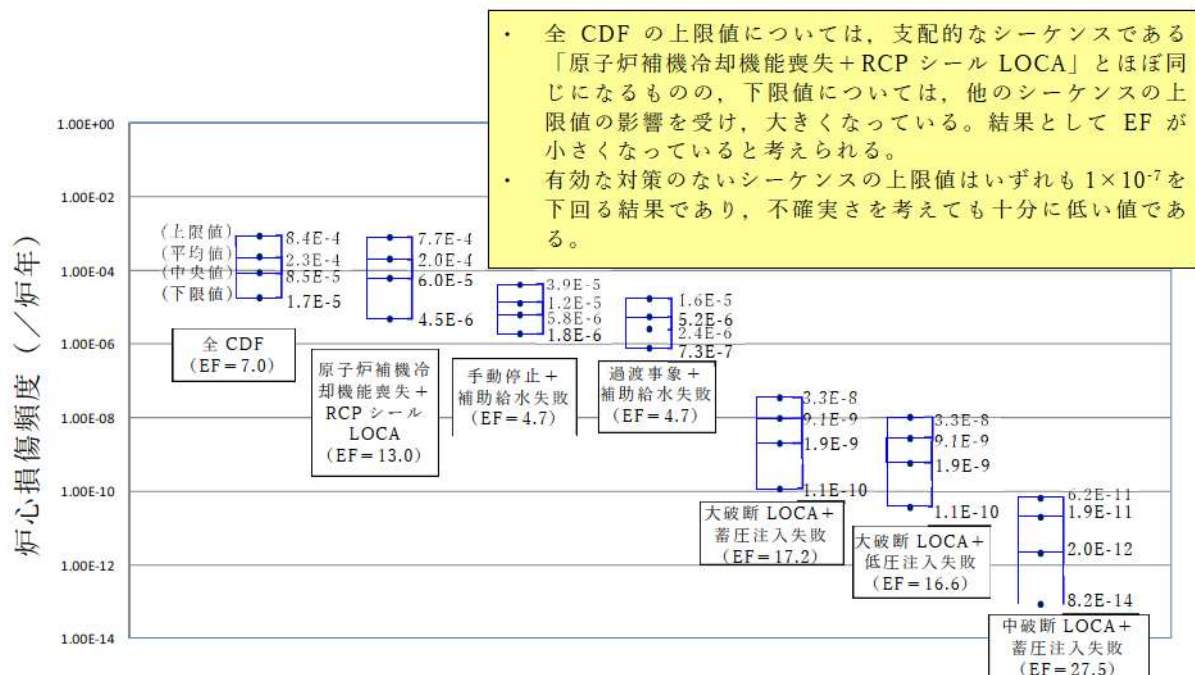 ・ 全 CDF の上限値については，支配的なシーケンスである
「原子炉補機冷却機能喪失＋RCP シール LOCA」とほぼ同
じになるものの，下限値については，他のシーケンスの上
限値の影響を受け，大きくなっている。結果として EF が
小さくなっていると考えられる。
・ 有効な対策のないシーケンスの上限値はいずれも 1×10⁻⁷を
下回る結果であり，不確実さを考えても十分に低い値であ
る。
炉心損傷頻度（／炉年）
1.00E+00
1.00E-02
1.00E-04
1.00E-06
1.00E-08
1.00E-10
1.00E-12
1.00E-14
(上限値)
(平均値)
(中央値)
(下限値)
8.4E-4
2.3E-4
8.5E-5
1.7E-5
全 CDF
(EF＝7.0)
7.7E-4
2.0E-4
6.0E-5
4.5E-6
原子炉補機冷
却機能喪失＋
RCP シール
LOCA
(EF＝13.0)
3.9E-5
1.2E-5
5.8E-6
1.8E-6
手動停止＋
補助給水失敗
(EF＝4.7)
1.6E-5
5.2E-6
2.4E-6
7.3E-7
過渡事象＋
補助給水失敗
(EF＝4.7)
3.3E-8
9.1E-9
1.9E-9
1.1E-10
大破断 LOCA＋
蓄圧注入失敗
(EF＝17.2)
3.3E-8
9.1E-9
1.9E-9
1.1E-10
大破断 LOCA＋
低圧注入失敗
(EF＝16.6)
6.2E-11
1.9E-11
2.0E-12
8.2E-14
中破断 LOCA＋
蓄圧注入失敗
(EF＝27.5)